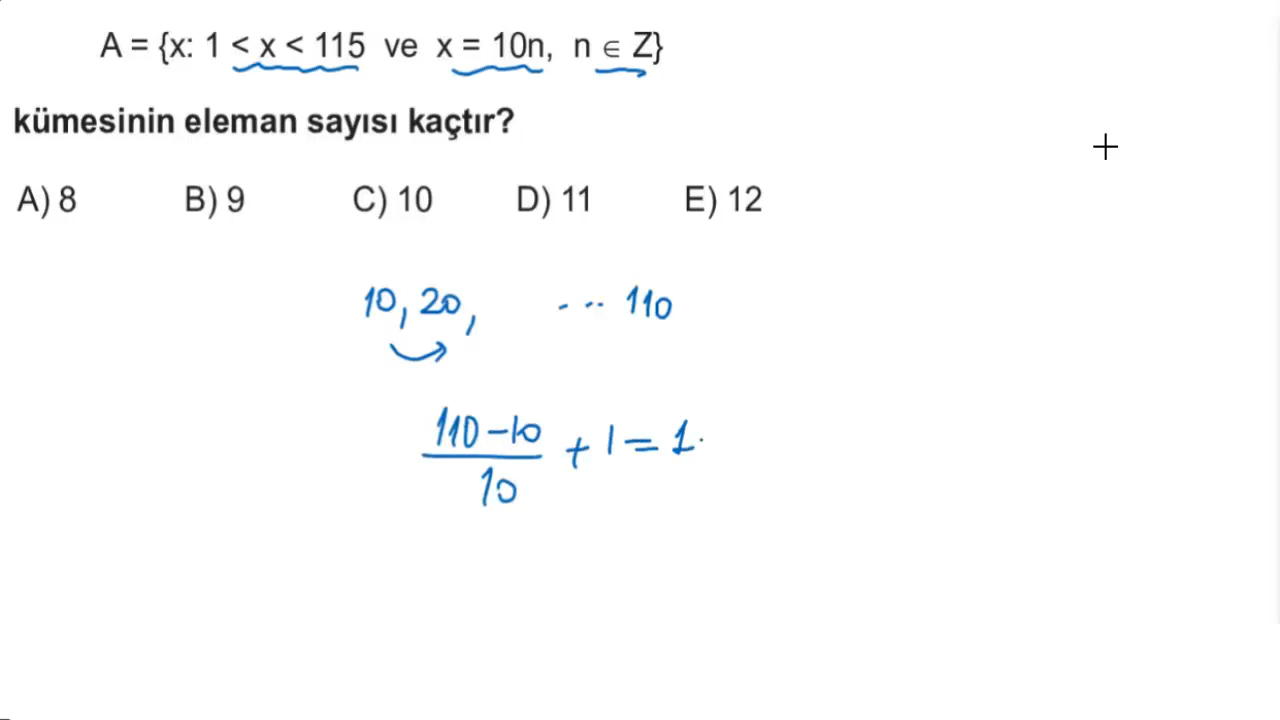 A = {x: 1 < x < 115 ve x = 10n, n ∈ Z}
kümesinin eleman sayısı kaçtır?
A) 8 B) 9 C) 10 D) 11 E) 12
10, 20, ... 110
110 - 10
10
+ 1 = 1